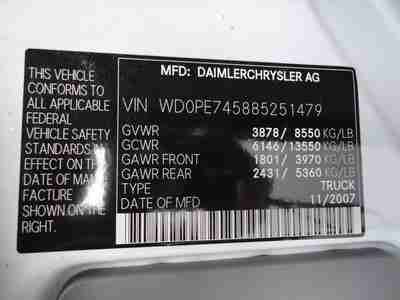 THIS VEHICLE
CONFORMS TO
ALL APPLICABLE
FEDERAL
VEHICLE SAFETY
STANDARDS
IN EFFECT ON THE
DATE OF MANU
FACTURE
SHOWN ON THE
RIGHT.
MFD: DAIMLERCHRYSLER AG
VIN WD0PE745885251479
GVWR 3878/ 8550 KG/LB
GCWR 6146/ 13550 KG/LB
GAWR FRONT 1801/ 3970 KG/LB
GAWR REAR 2431/ 5360 KG/LB
TYPE TRUCK
DATE OF MFD 11/2007